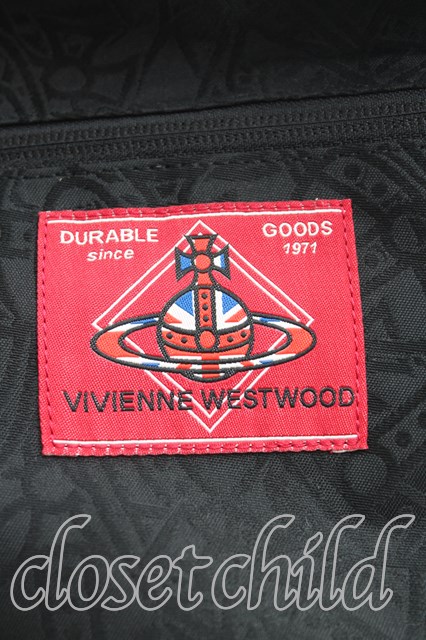 DURABLE GOODS
since 1971
VIVIENNE WESTWOOD
closet child